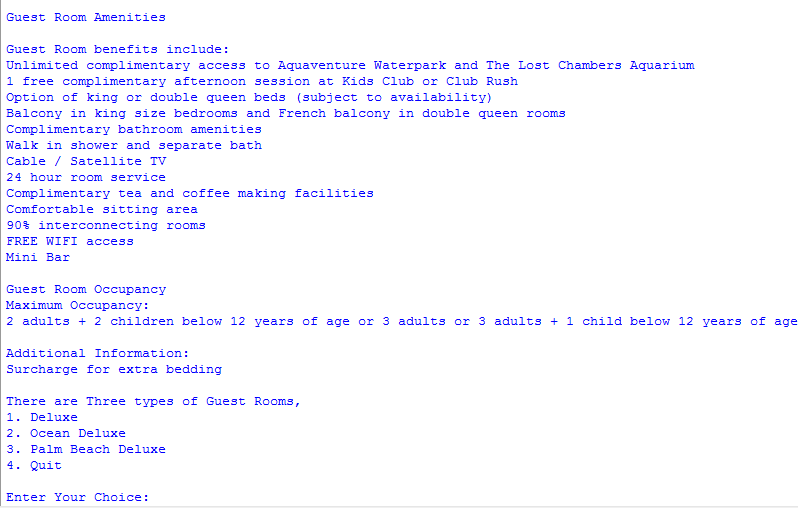 Guest Room Amenities
Guest Room benefits include:
Unlimited complimentary access to Aquaventure Waterpark and The Lost Chambers Aquarium
1 free complimentary afternoon session at Kids Club or Club Rush
Option of king or double queen beds (subject to availability)
Balcony in king size bedrooms and French balcony in double queen rooms
Complimentary bathroom amenities
Walk in shower and separate bath
Cable / Satellite TV
24 hour room service
Complimentary tea and coffee making facilities
Comfortable sitting area
90% interconnecting rooms
FREE WIFI access
Mini Bar
Guest Room Occupancy
Maximum Occupancy:
2 adults + 2 children below 12 years of age or 3 adults or 3 adults + 1 child below 12 years of age
Additional Information:
Surcharge for extra bedding
There are Three types of Guest Rooms,
1. Deluxe
2. Ocean Deluxe
3. Palm Beach Deluxe
4. Quit
Enter Your Choice: